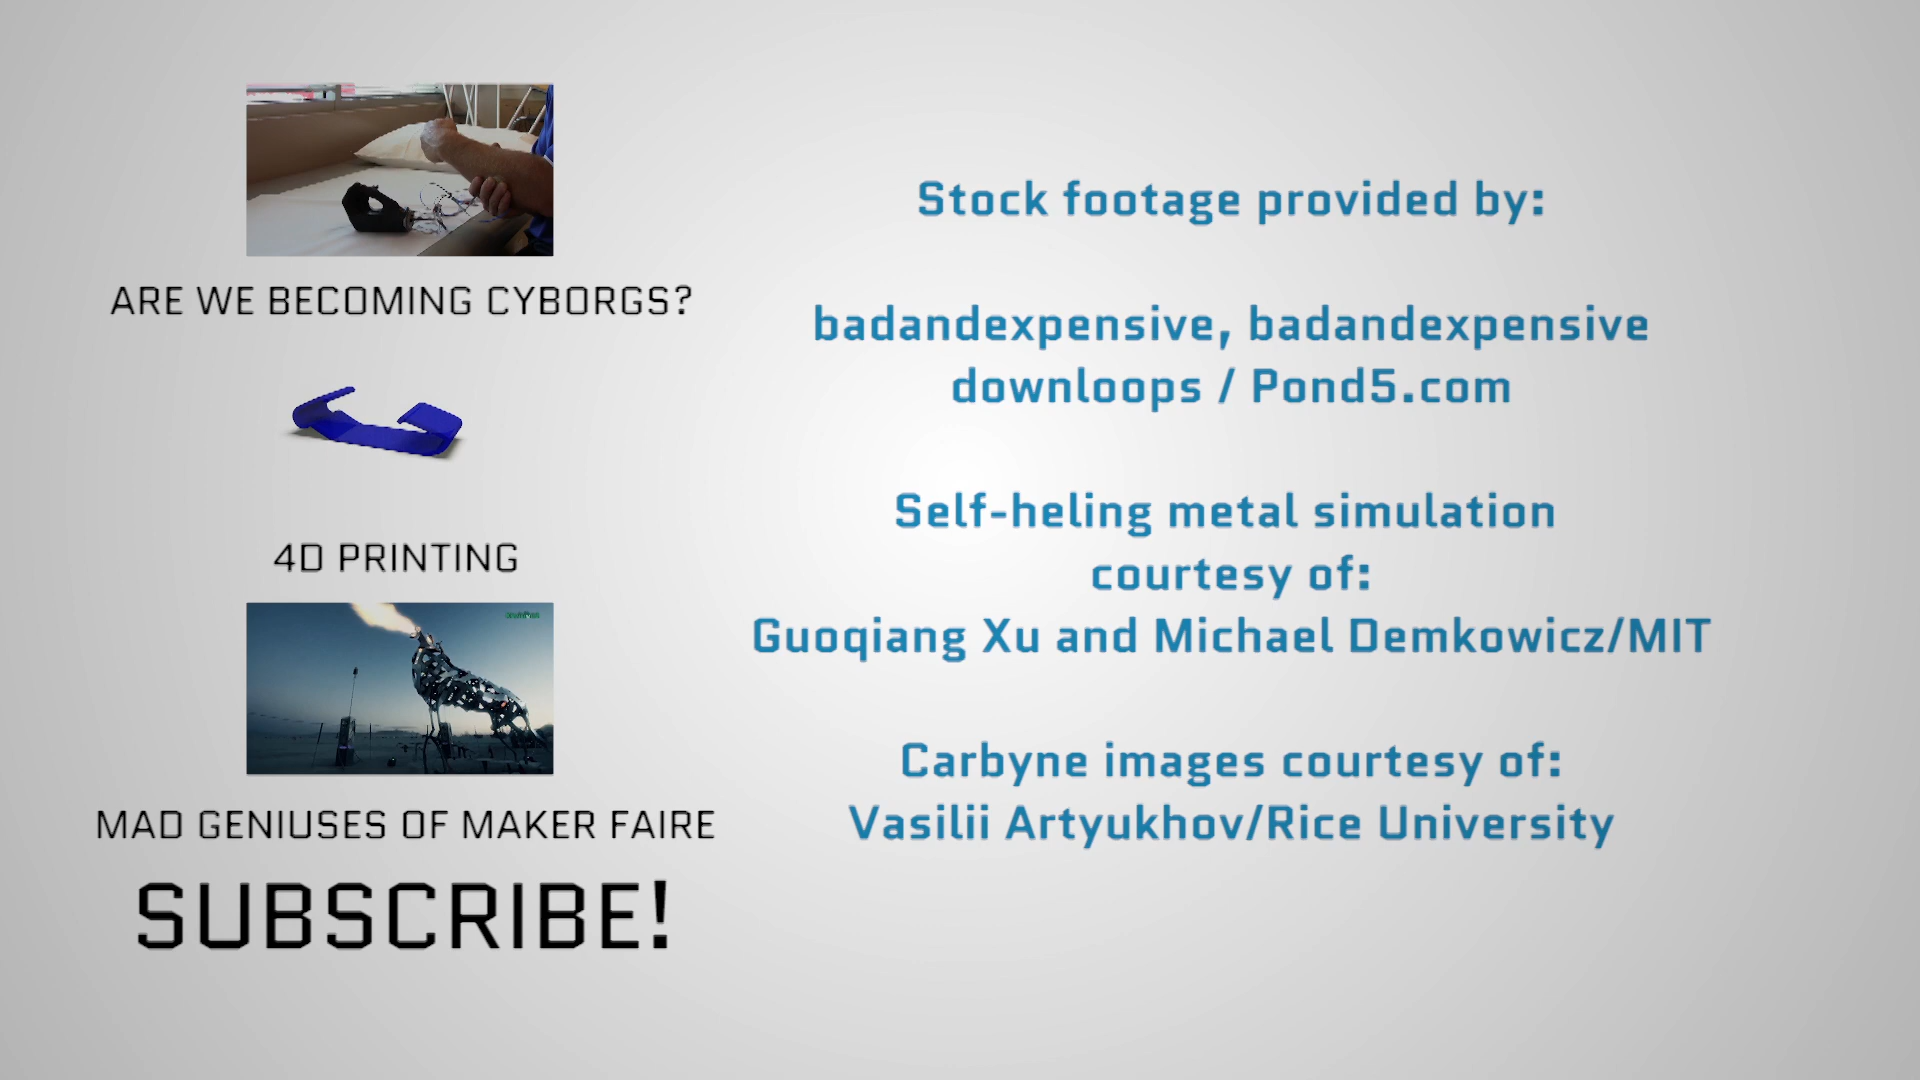 ARE WE BECOMING CYBORGS?
4D PRINTING
MAD GENIUSES OF MAKER FAIRE
SUBSCRIBE!
Stock footage provided by:
badandexpensive, badandexpensive
downloops / Pond5.com
Self-heling metal simulation
courtesy of:
Guoqiang Xu and Michael Demkowicz/MIT
Carbyne images courtesy of:
Vasilii Artyukhov/Rice University